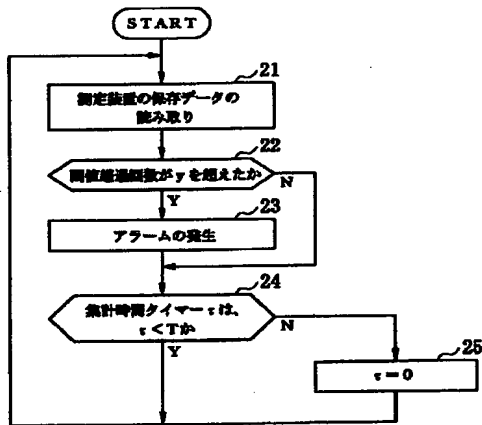 START
21
測定装置の保存データの
読み取り
22
閾値超過回数がyを超えたか
N
Y
23
アラームの発生
24
集計時間タイマーτは、
τ<Tか
N
Y
25
τ=0